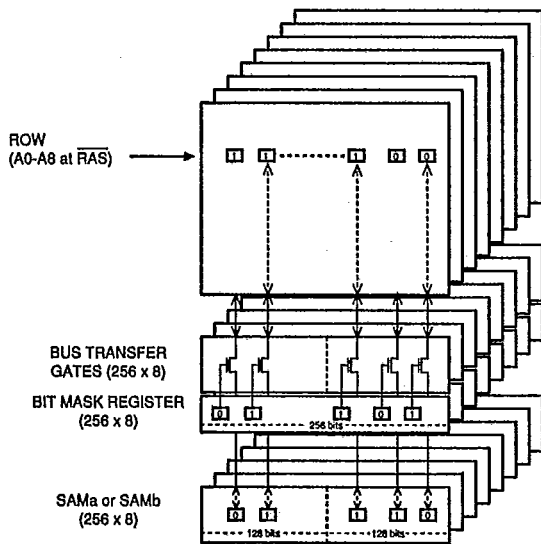 ROW
(A0-A8 at RAS)
1 1 1 0 0
BUS TRANSFER
GATES (256 x 8)
BIT MASK REGISTER
(256 x 8)
0 1 1 0 1
256 bits
SAMa or SAMb
(256 x 8)
0 1 1 1 0
128 bits 128 bits